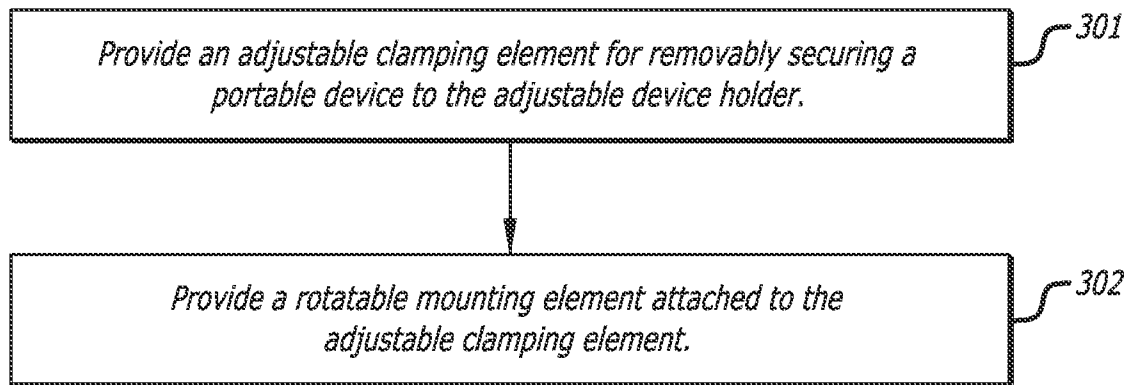 Provide an adjustable clamping element for removably securing a
portable device to the adjustable device holder.
301
Provide a rotatable mounting element attached to the
adjustable clamping element.
302